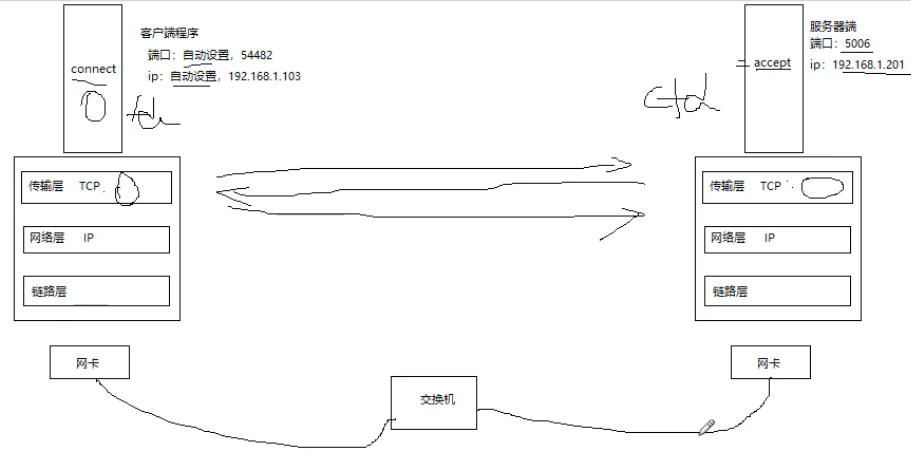 客户端程序
端口：自动设置，54482
ip：自动设置，192.168.1.103
connect
fd
服务器端
端口：5006
ip：192.168.1.201
accept
cfd
传输层 TCP
网络层 IP
链路层
传输层 TCP
网络层 IP
链路层
网卡
交换机
网卡